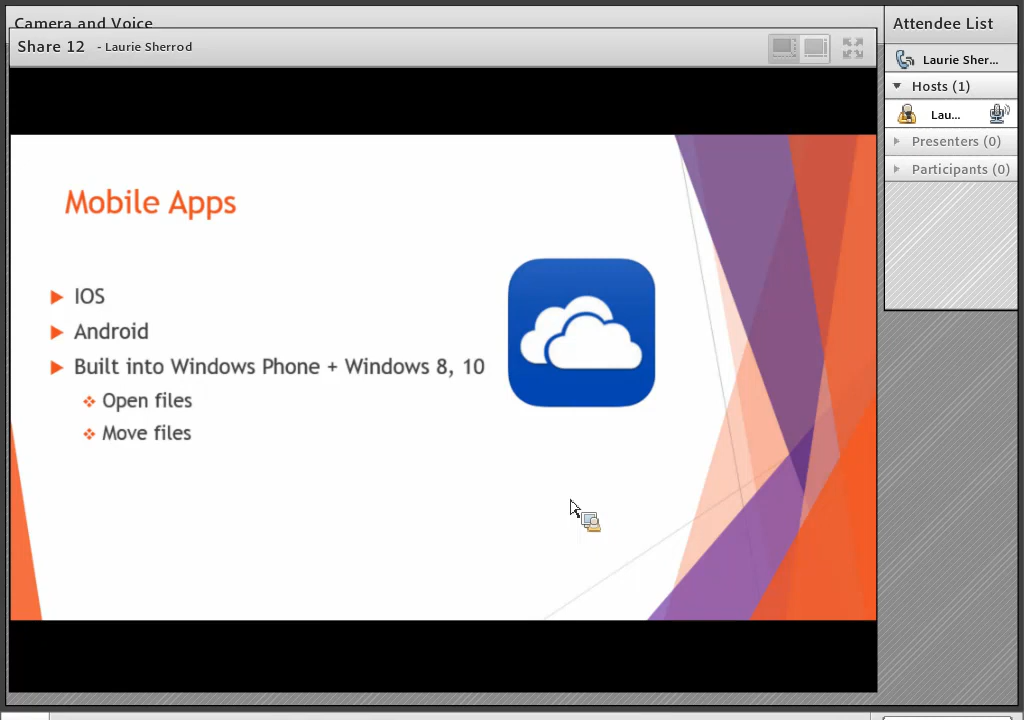 Camera and Voice
Share 12 - Laurie Sherrod
Mobile Apps
IOS
Android
Built into Windows Phone + Windows 8, 10
Open files
Move files
Attendee List
Laurie Sher...
Hosts (1)
Lau...
Presenters (0)
Participants (0)